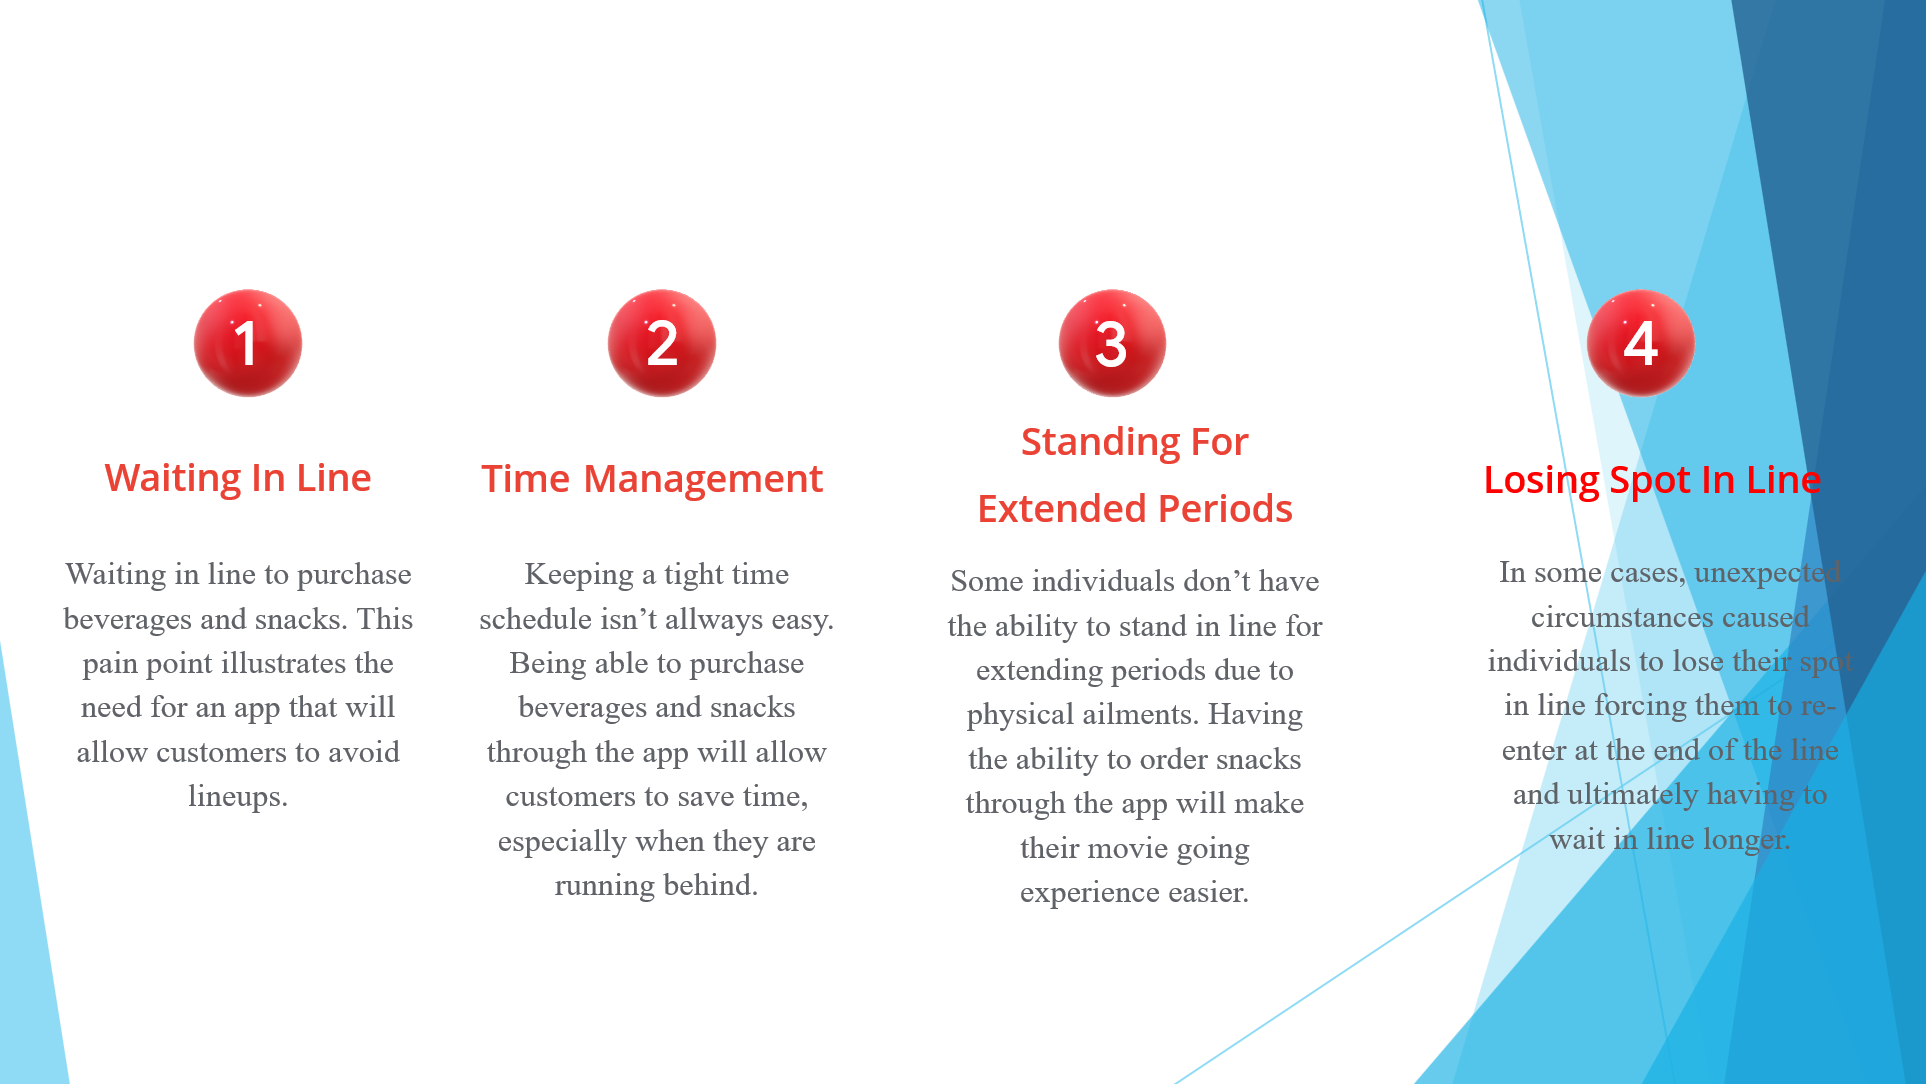 1
Waiting In Line
Waiting in line to purchase
beverages and snacks. This
pain point illustrates the
need for an app that will
allow customers to avoid
lineups.
2
Time Management
Keeping a tight time
schedule isn’t allways easy.
Being able to purchase
beverages and snacks
through the app will allow
customers to save time,
especially when they are
running behind.
3
Standing For
Extended Periods
Some individuals don’t have
the ability to stand in line for
extending periods due to
physical ailments. Having
the ability to order snacks
through the app will make
their movie going
experience easier.
4
Losing Spot In Line
In some cases, unexpected
circumstances caused
individuals to lose their spot
in line forcing them to re-
enter at the end of the line
and ultimately having to
wait in line longer.